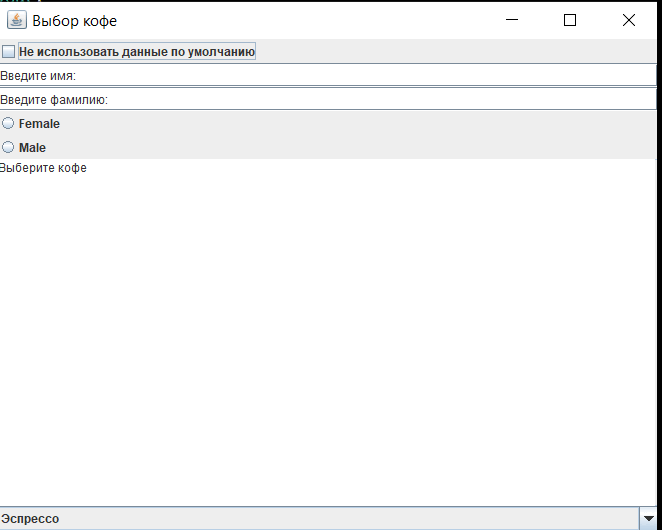 Выбор кофе
Не использовать данные по умолчанию
Введите имя:
Введите фамилию:
Female
Male
Выберите кофе
Эспрессо